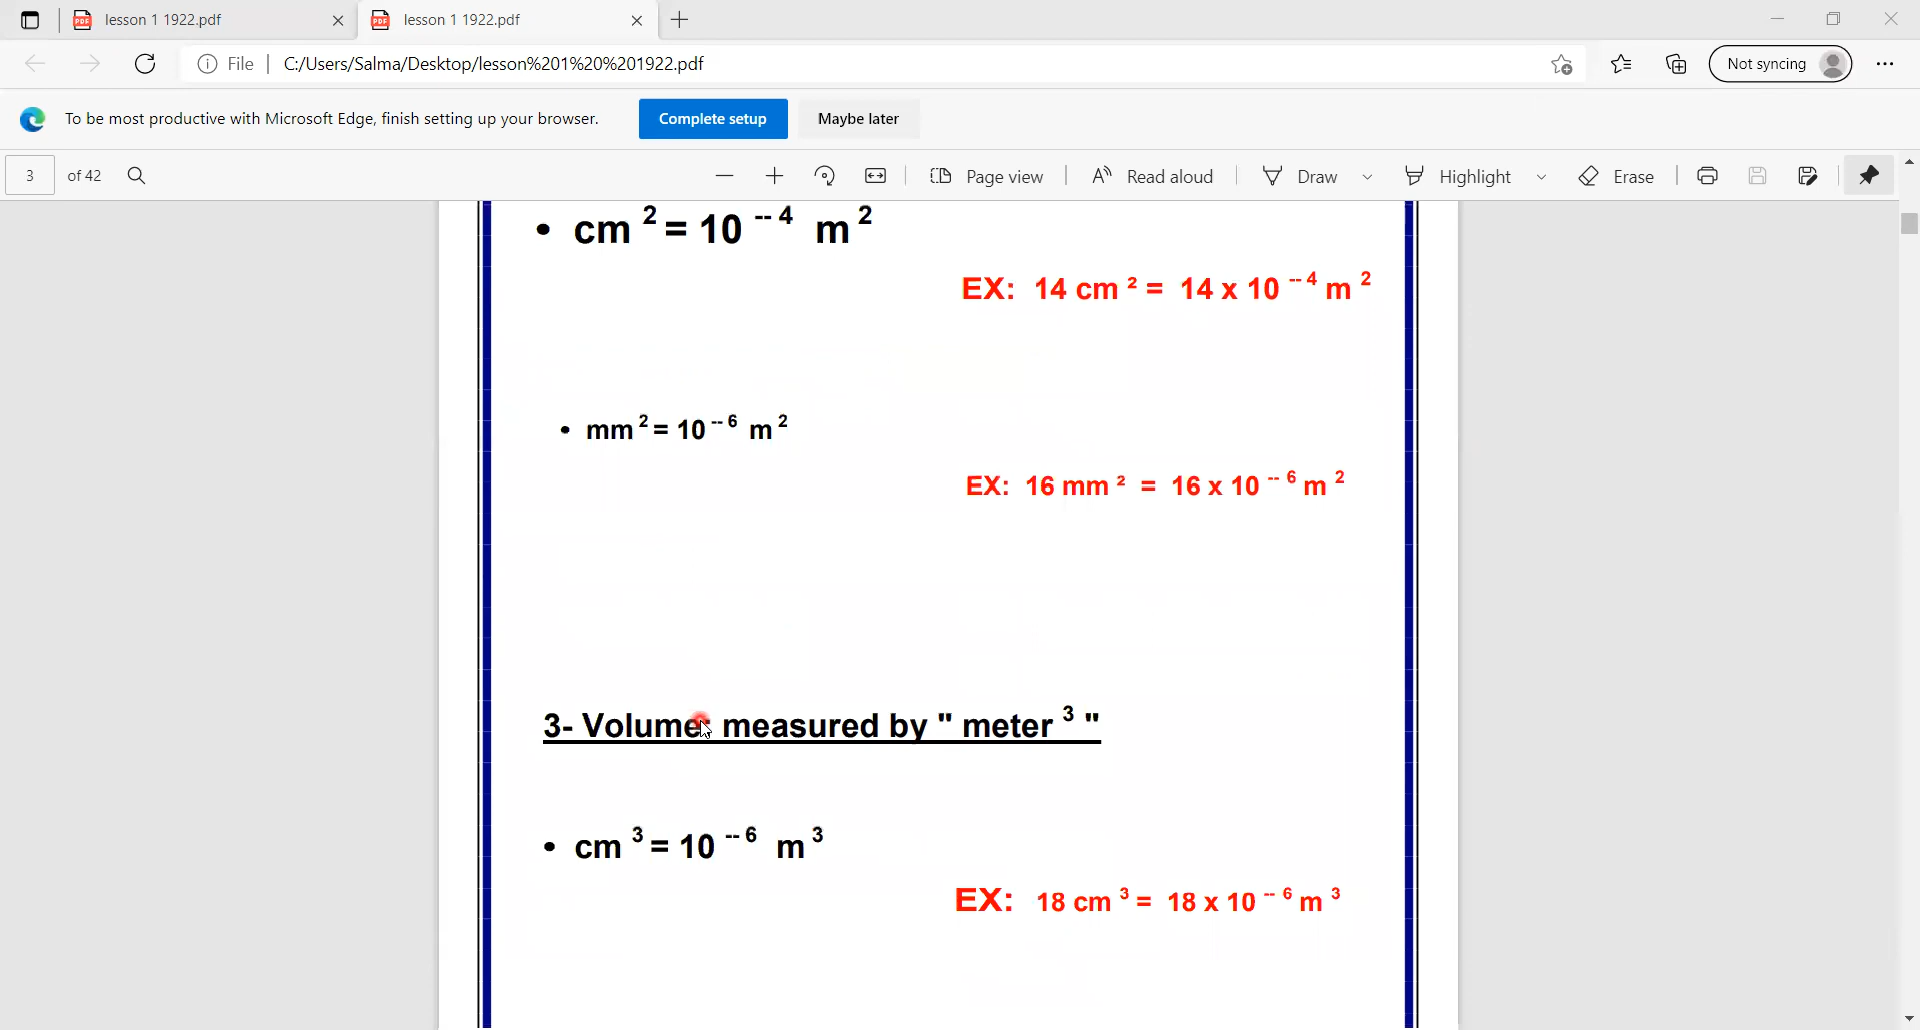 lesson 1 1922.pdf
lesson 1 1922.pdf
File
C:/Users/Salma/Desktop/lesson%201%20%201922.pdf
Not syncing
To be most productive with Microsoft Edge, finish setting up your browser.
Complete setup
Maybe later
3 of 42
Page view
Read aloud
Draw
Highlight
Erase
• cm ² = 10 ⁻⁻⁴ m ²
EX: 14 cm ² = 14 x 10 ⁻⁻⁴ m ²
• mm ² = 10 ⁻⁻⁶ m ²
EX: 16 mm ² = 16 x 10 ⁻⁻⁶ m ²
3- Volume: measured by " meter ³ "
• cm ³ = 10 ⁻⁻⁶ m ³
EX: 18 cm ³ = 18 x 10 ⁻⁻⁶ m ³